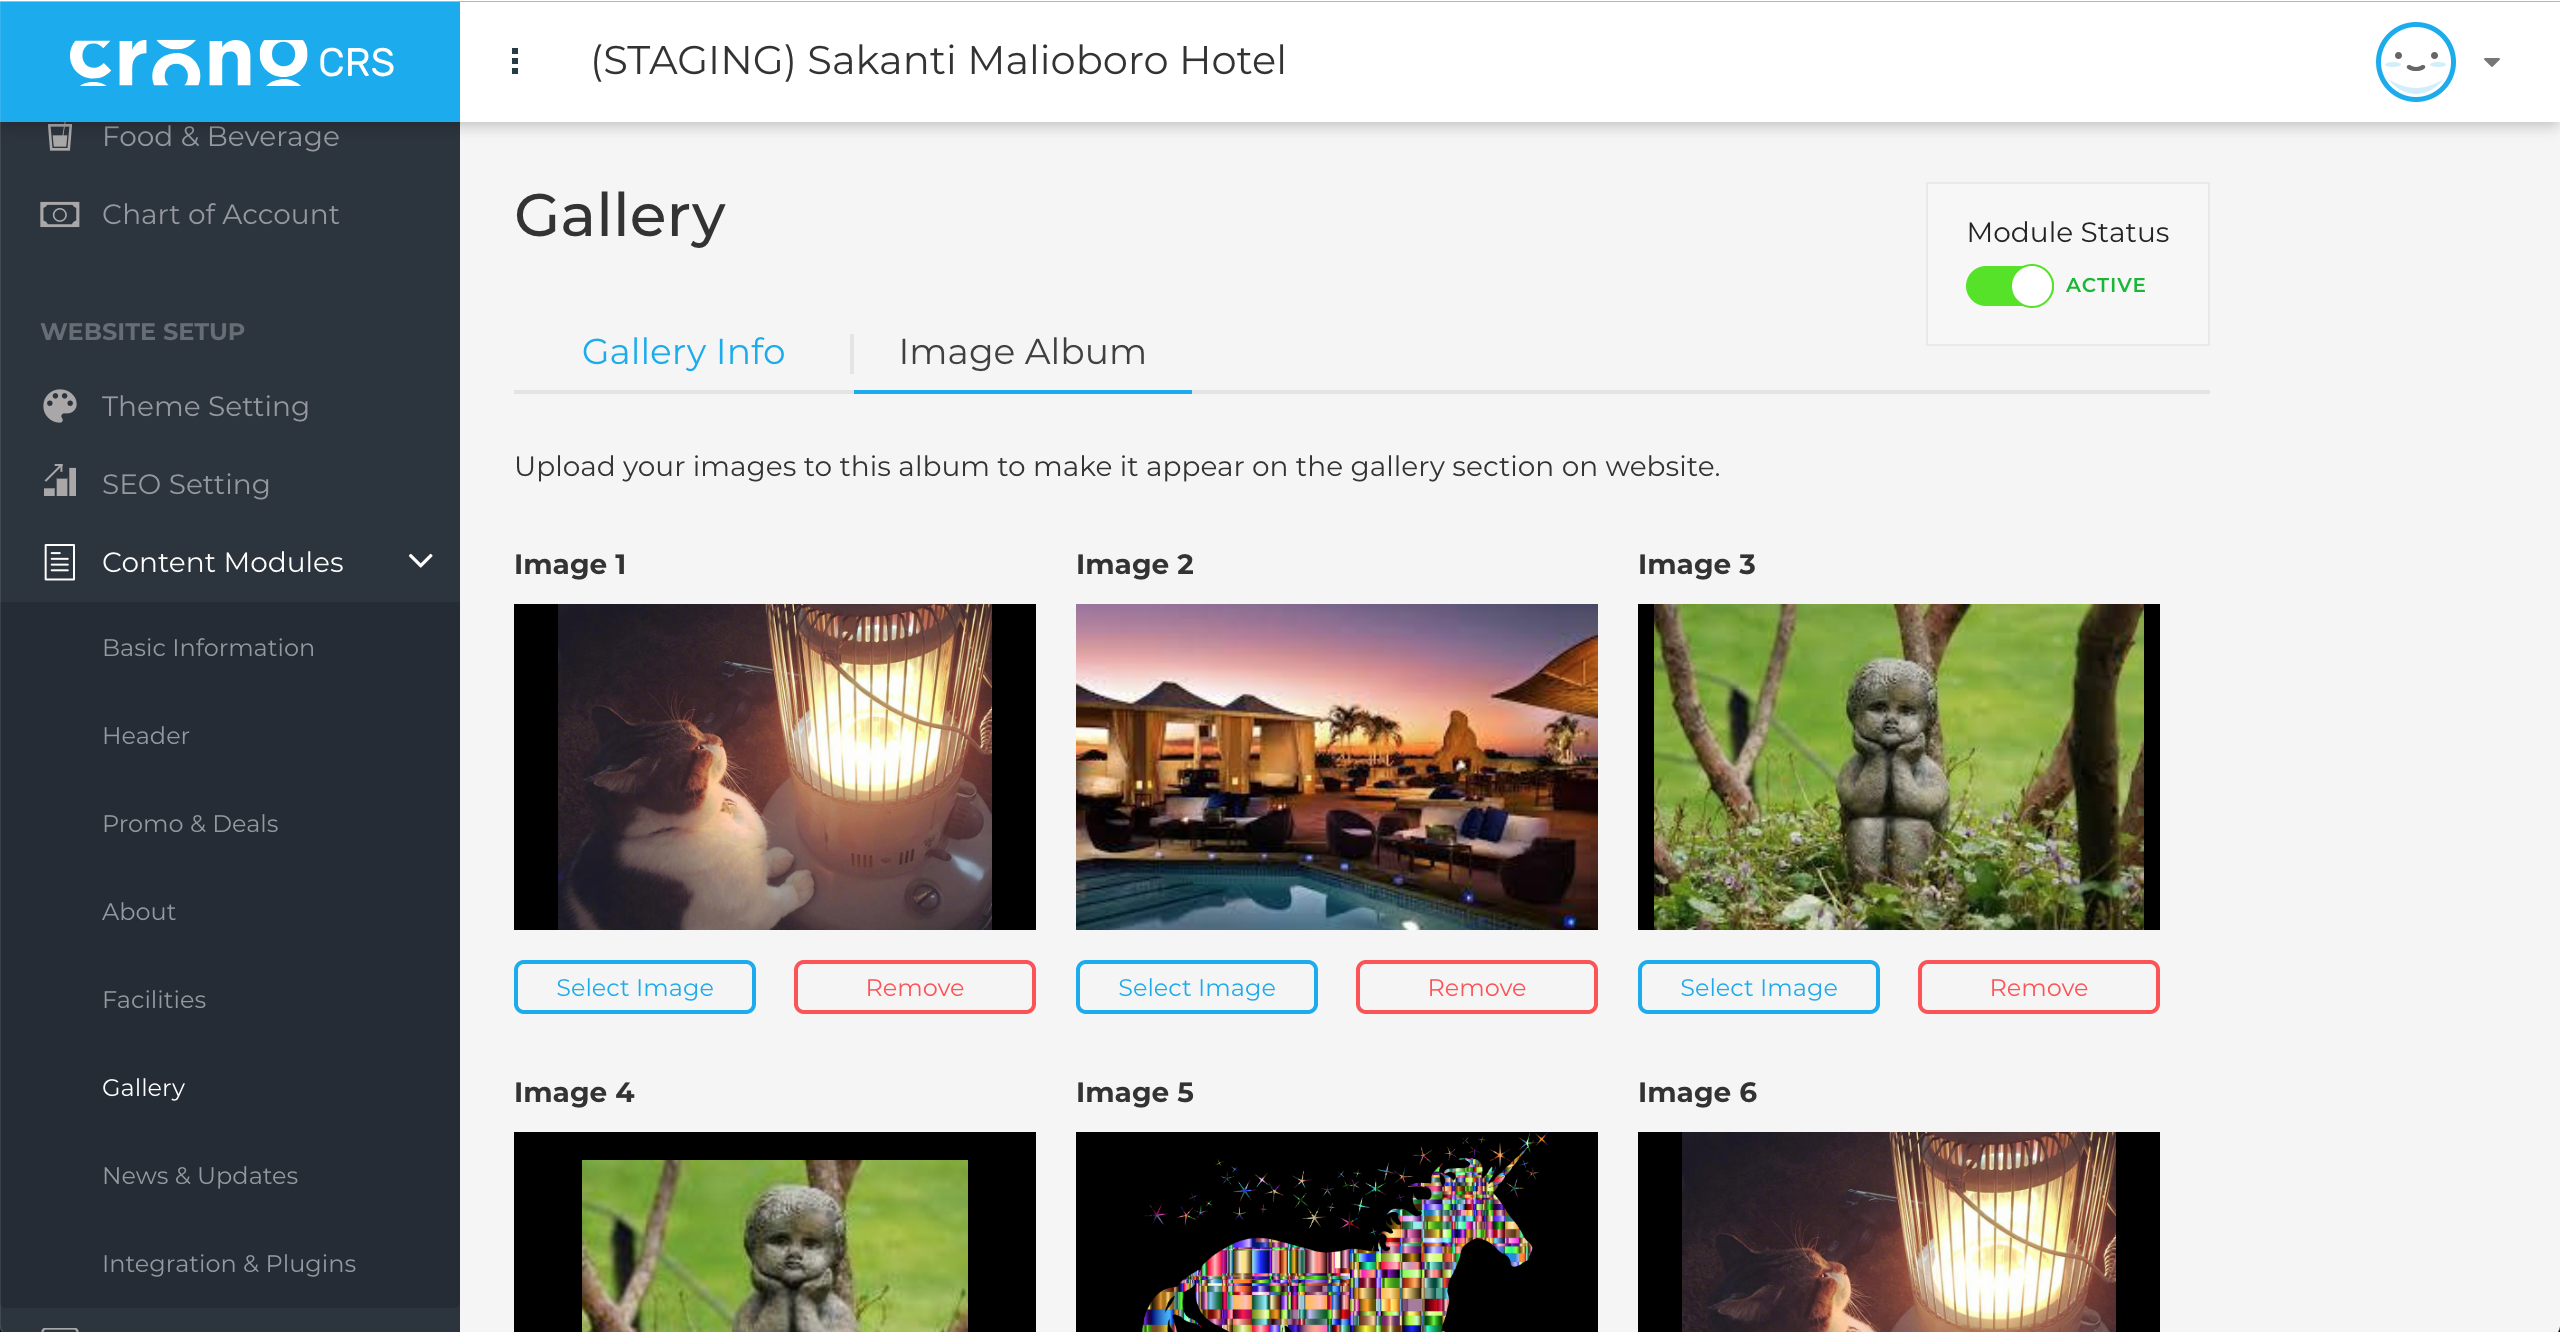 crono CRS
(STAGING) Sakanti Malioboro Hotel
Food & Beverage
Chart of Account
WEBSITE SETUP
Theme Setting
SEO Setting
Content Modules
Basic Information
Header
Promo & Deals
About
Facilities
Gallery
News & Updates
Integration & Plugins
Gallery
Module Status
ACTIVE
Gallery Info
Image Album
Upload your images to this album to make it appear on the gallery section on website.
Image 1
Image 2
Image 3
Select Image
Remove
Select Image
Remove
Select Image
Remove
Image 4
Image 5
Image 6